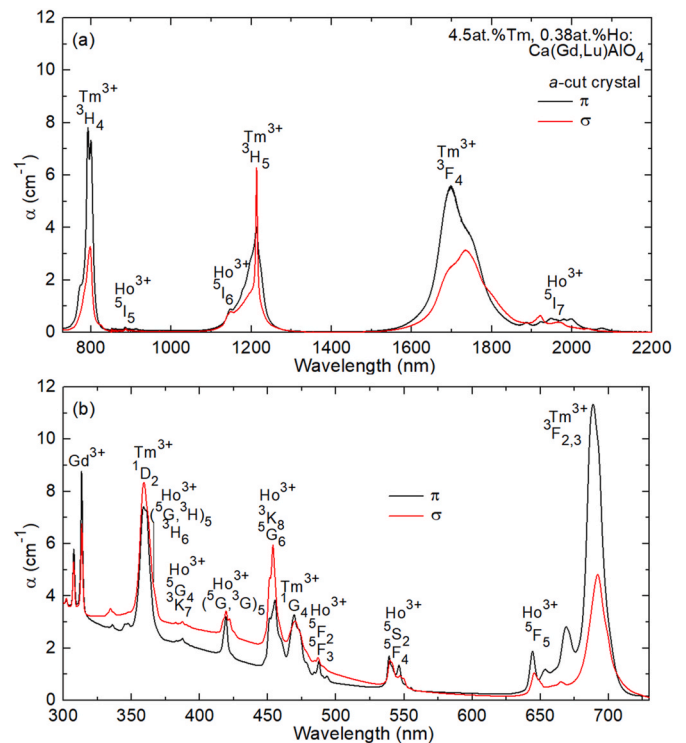 (a)
4.5at.%Tm, 0.38at.%Ho:
Ca(Gd,Lu)AlO4
a-cut crystal
π
σ
Tm3+
3H4
Ho3+
5I5
Tm3+
3H5
Ho3+
5I6
Tm3+
3F4
Ho3+
5I7
α (cm-1)
12
10
8
6
4
2
0
800 1000 1200 1400 1600 1800 2000 2200
Wavelength (nm)
(b)
Gd3+
Tm3+
1D2
Ho3+
(5G,3H)5
3H6
Ho3+
5G4
3K7
Ho3+
(5G,3G)5
Ho3+
3K8
5G6
Tm3+
1G4
Ho3+
5F2
5F3
Ho3+
5S2
5F4
Ho3+
5F5
Tm3+
3F2,3
π
σ
α (cm-1)
12
10
8
6
4
2
0
300 350 400 450 500 550 600 650 700
Wavelength (nm)